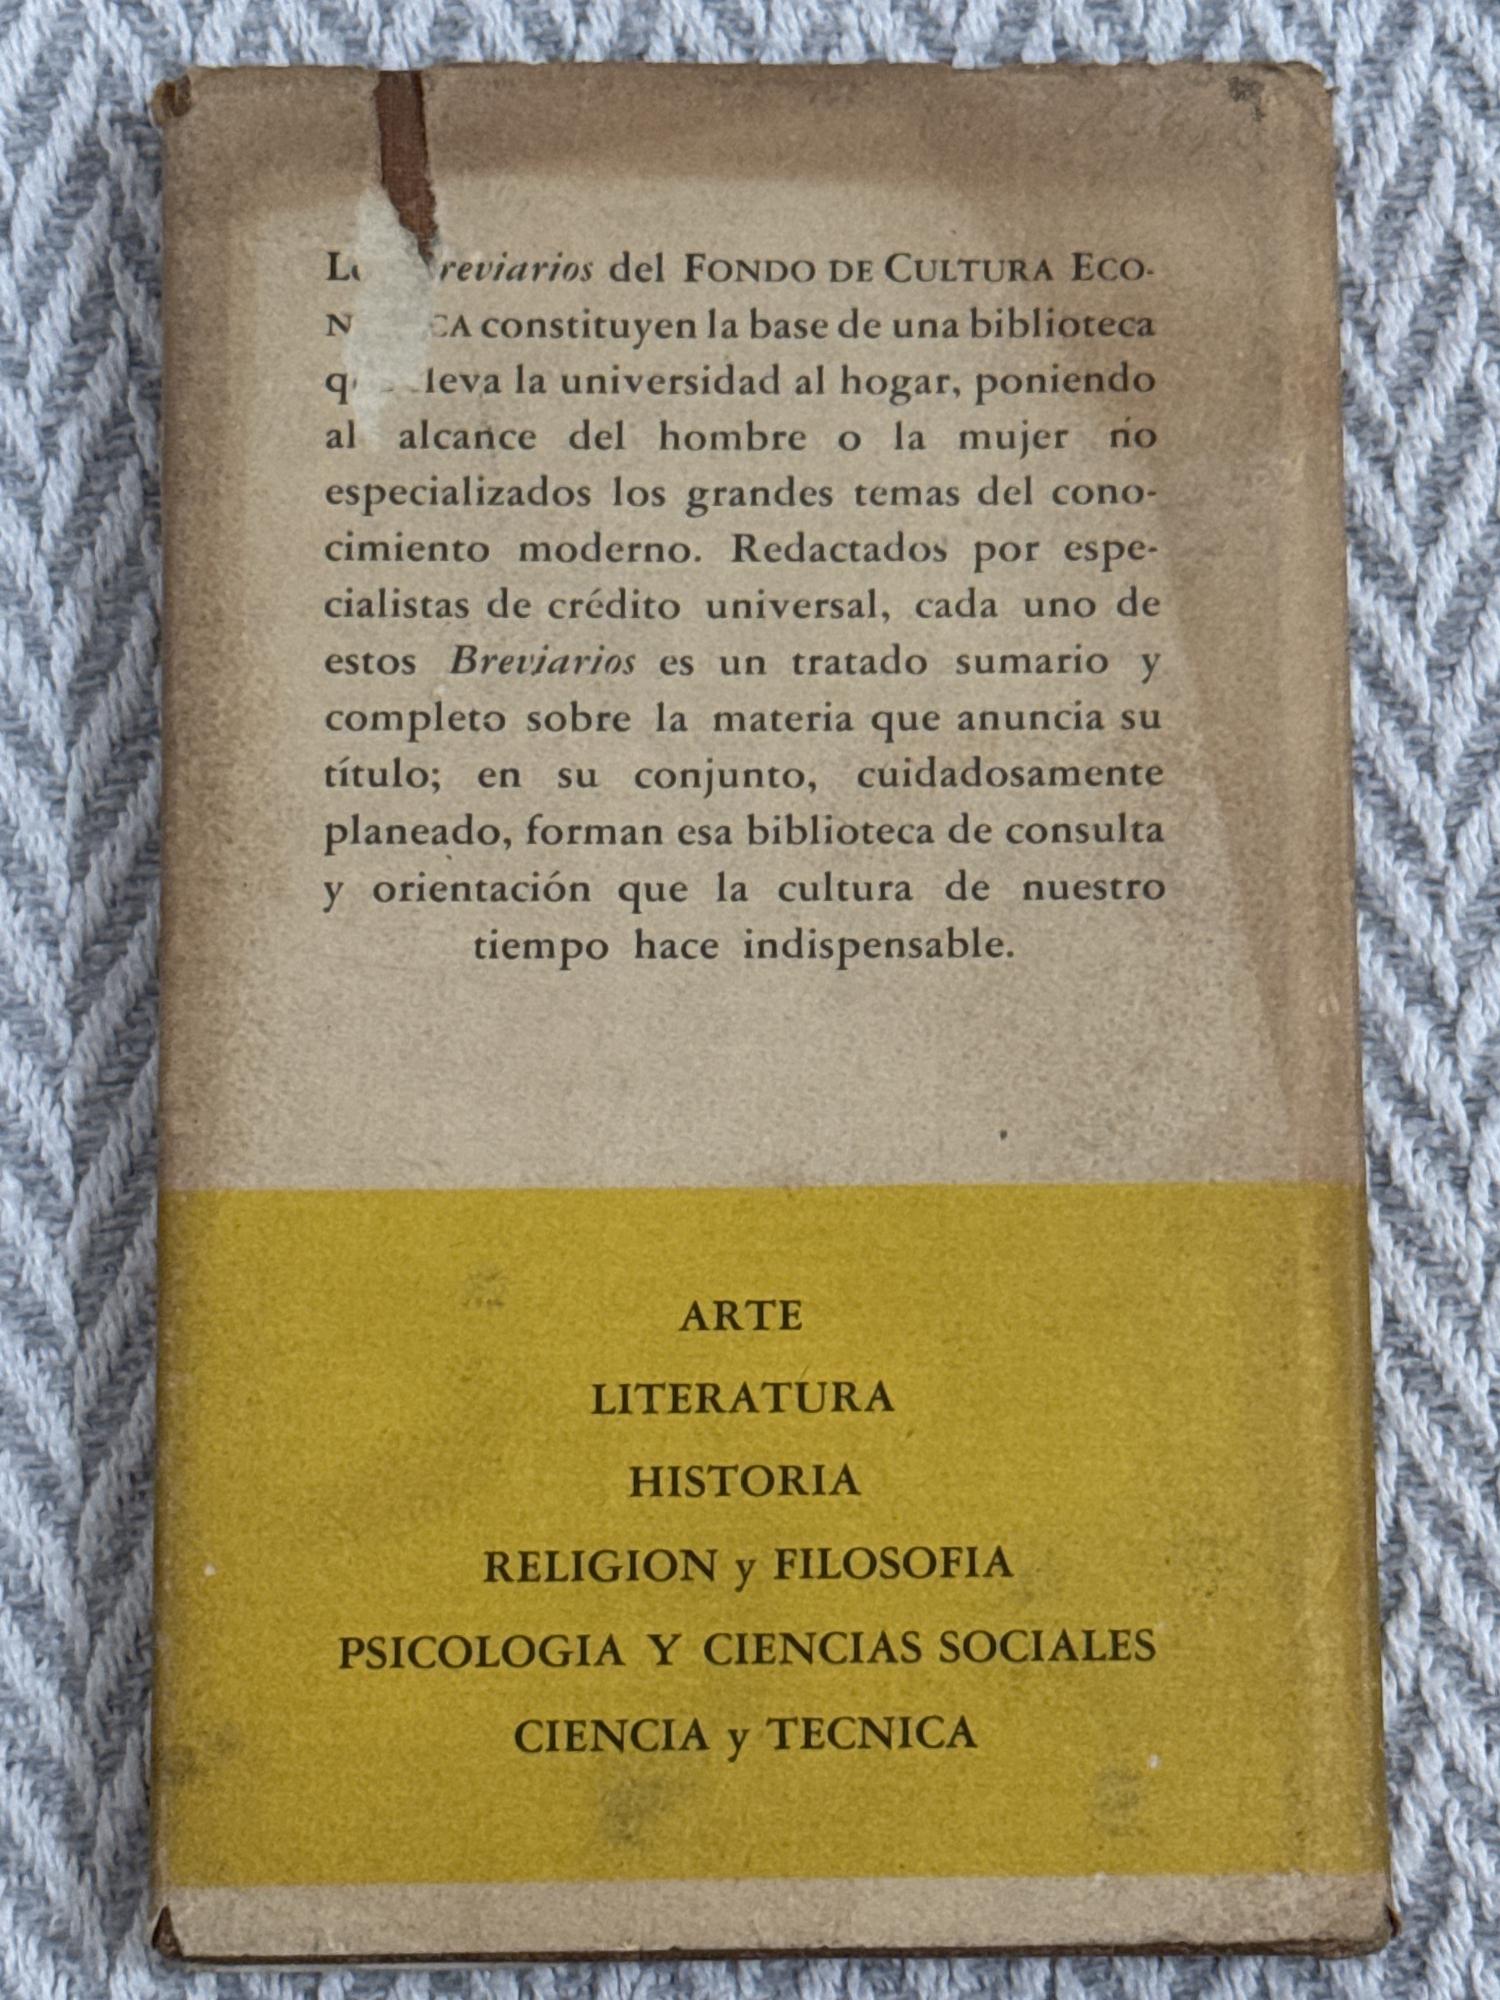 del FONDO DE CULTURA ECO-
constituyen la base de una biblioteca
la universidad al hogar, poniendo
al alcance del hombre o la mujer no
especializados los grandes temas del cono-
cimiento moderno. Redactados por espe-
cialistas de crédito universal, cada uno de
estos Breviarios es un tratado sumario y
completo sobre la materia que anuncia su
título; en su conjunto, cuidadosamente
planeado, forman esa biblioteca de consulta
y orientación que la cultura de nuestro
tiempo hace indispensable.
ARTE
LITERATURA
HISTORIA
RELIGION y FILOSOFIA
PSICOLOGIA Y CIENCIAS SOCIALES
CIENCIA y TECNICA